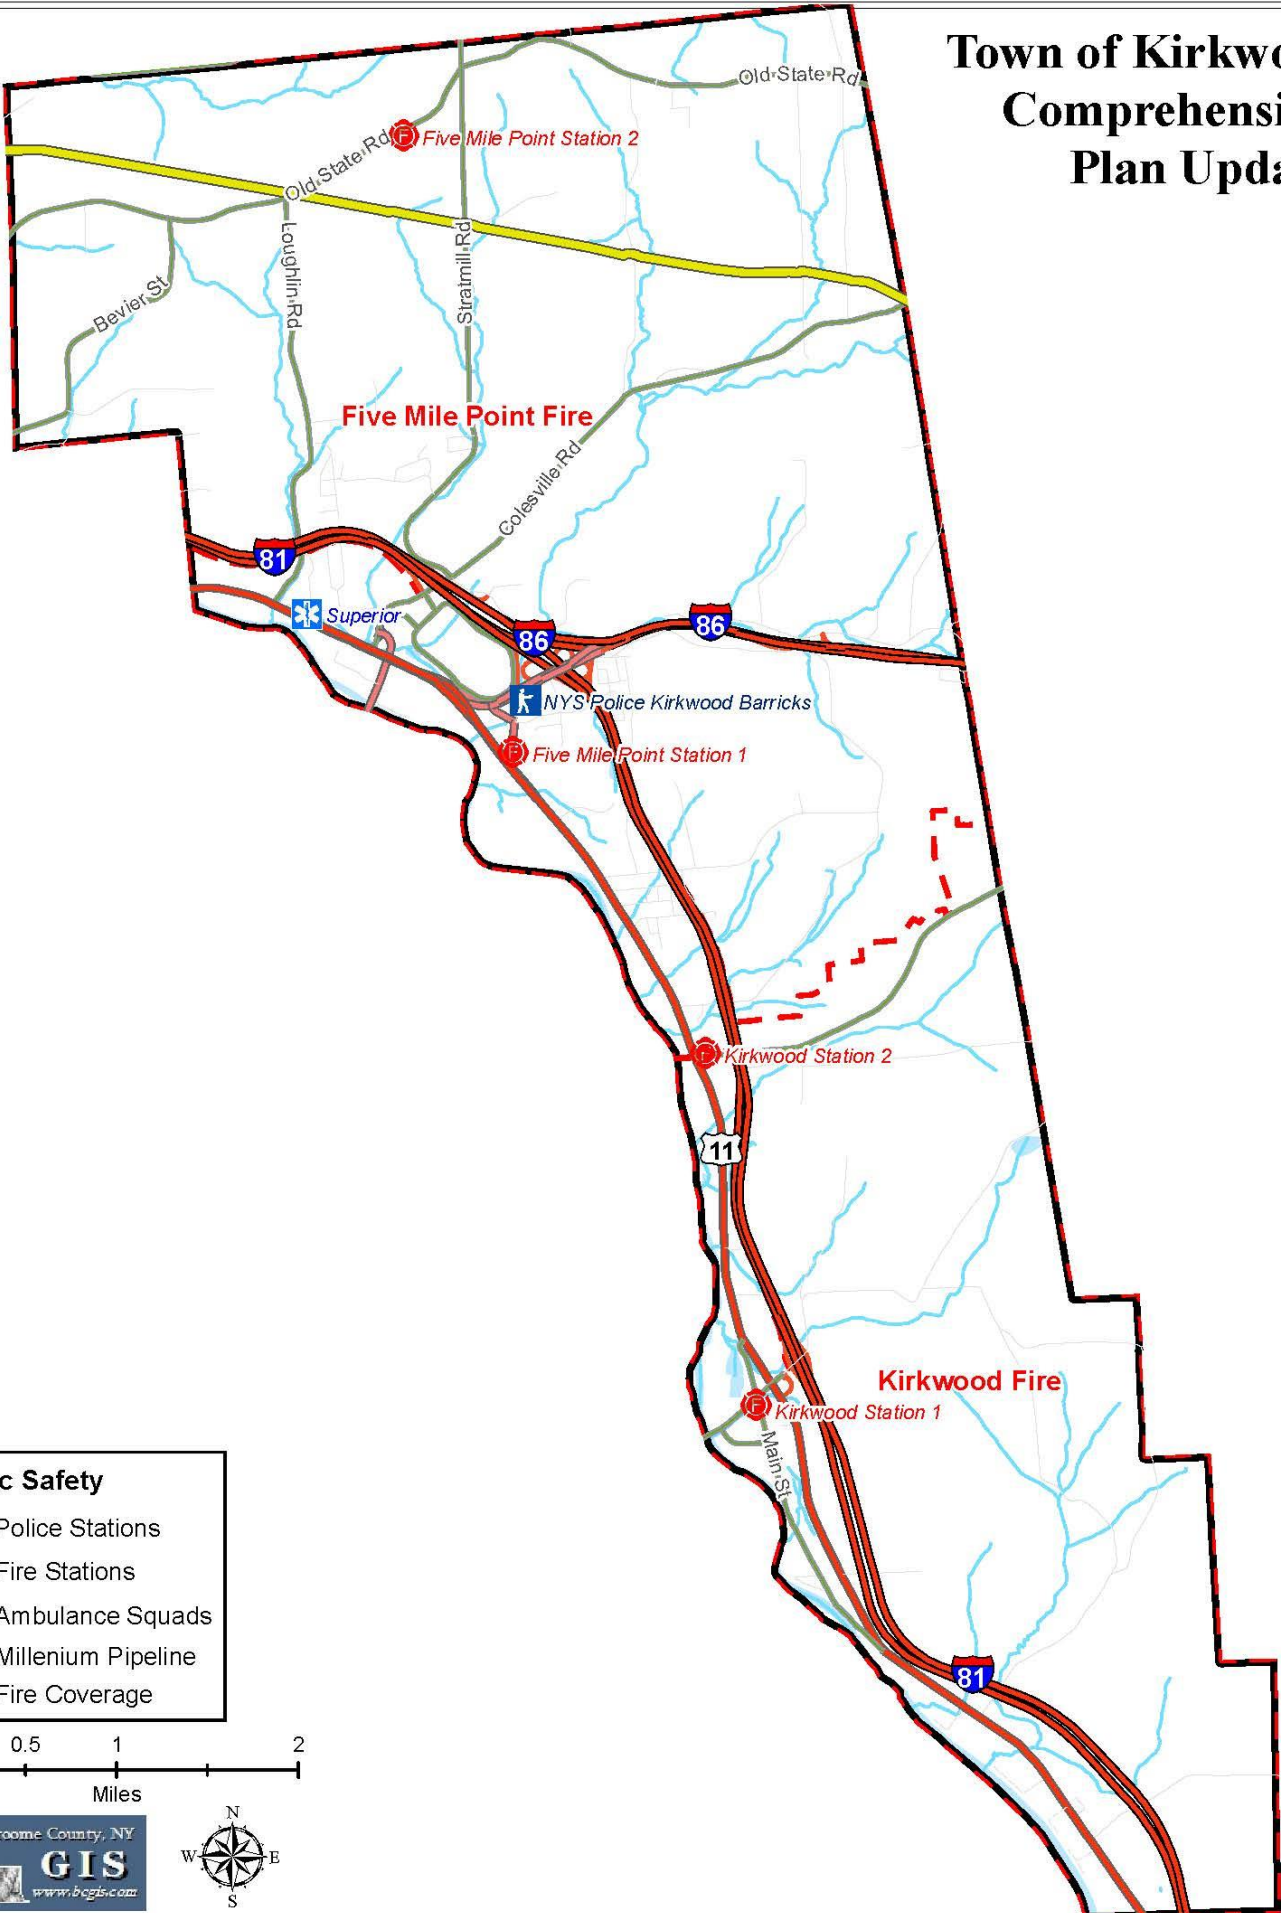 Town of Kirkwo
Comprehensi
Plan Upda
Old State Rd
Five Mile Point Station 2
Old State Rd
Loughlin Rd
Stratmill Rd
Bevier St
Five Mile Point Fire
Colesville Rd
81
Superior
86
86
NYS Police Kirkwood Barricks
Five Mile Point Station 1
Kirkwood Station 2
11
Kirkwood Fire
Kirkwood Station 1
Main St
81
c Safety
Police Stations
Fire Stations
Ambulance Squads
Millenium Pipeline
Fire Coverage
0.5 1 2
Miles
roome County, NY
GIS
www.bcgis.com
N
W E
S
F
F
F
F